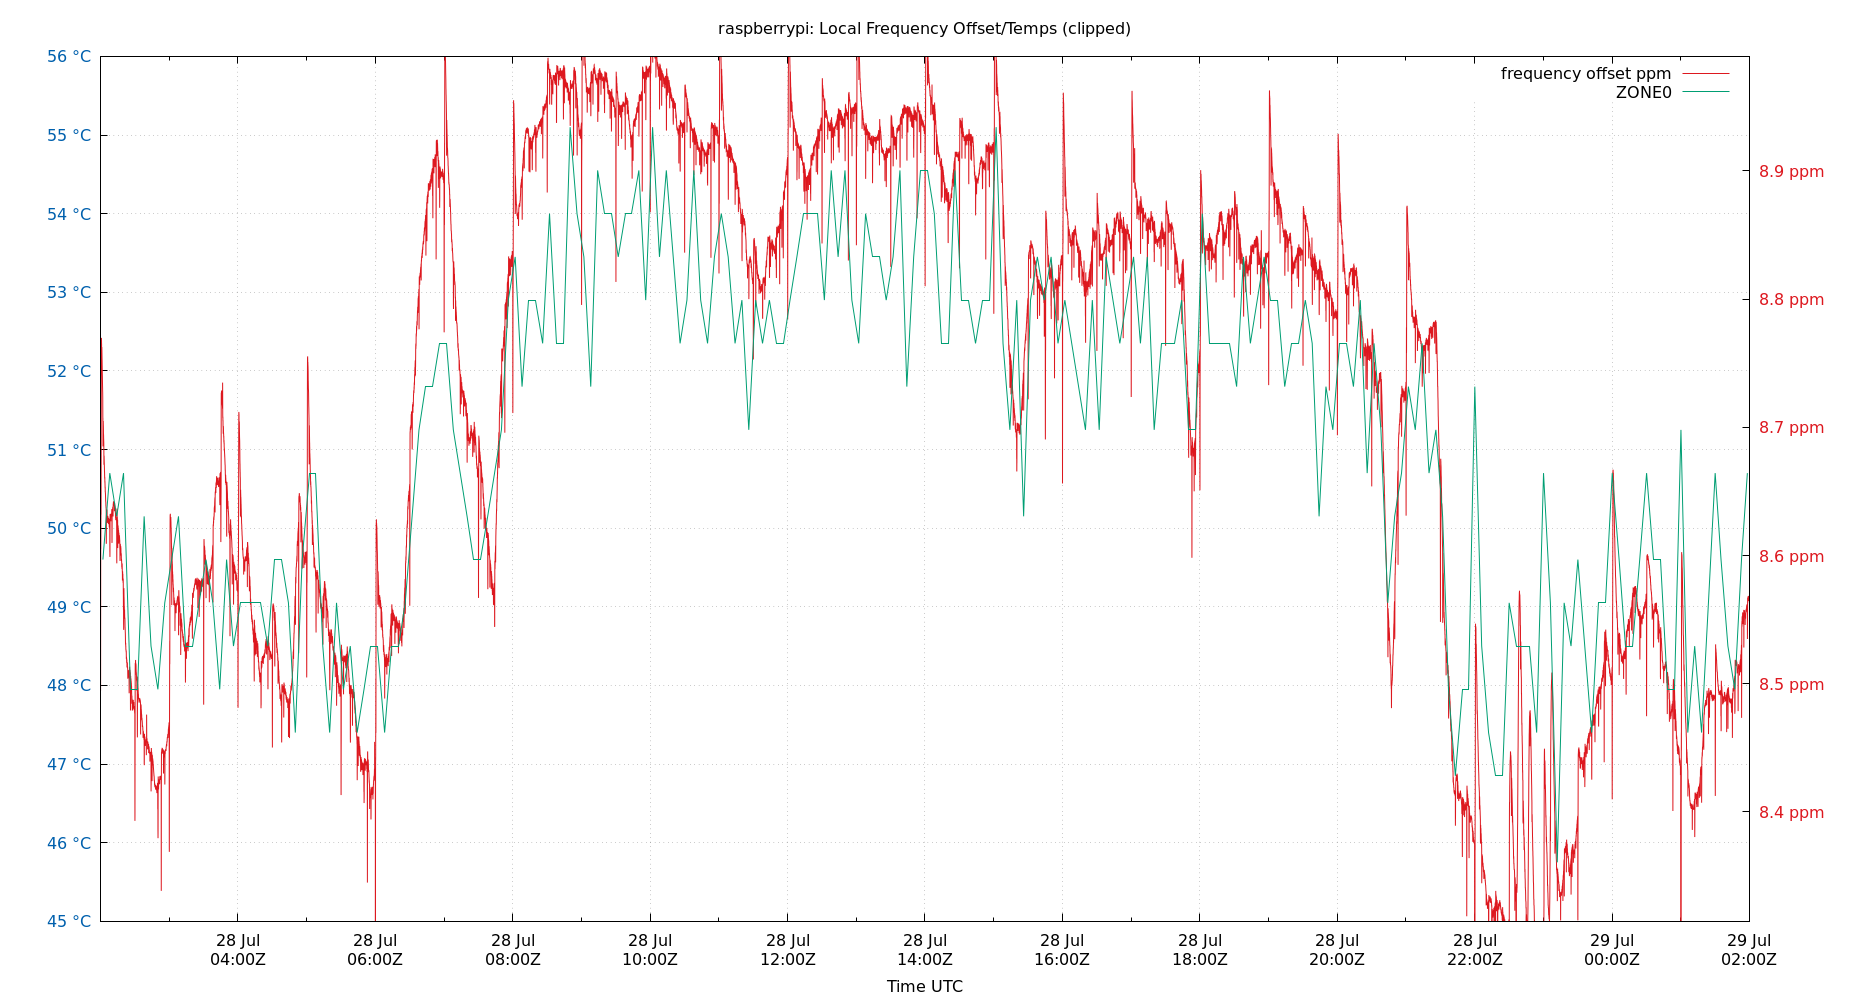 raspberrypi: Local Frequency Offset/Temps (clipped)
frequency offset ppm
ZONE0
56 °C
55 °C
54 °C
53 °C
52 °C
51 °C
50 °C
49 °C
48 °C
47 °C
46 °C
45 °C
8.9 ppm
8.8 ppm
8.7 ppm
8.6 ppm
8.5 ppm
8.4 ppm
28 Jul 04:00Z
28 Jul 06:00Z
28 Jul 08:00Z
28 Jul 10:00Z
28 Jul 12:00Z
28 Jul 14:00Z
28 Jul 16:00Z
28 Jul 18:00Z
28 Jul 20:00Z
28 Jul 22:00Z
29 Jul 00:00Z
29 Jul 02:00Z
Time UTC